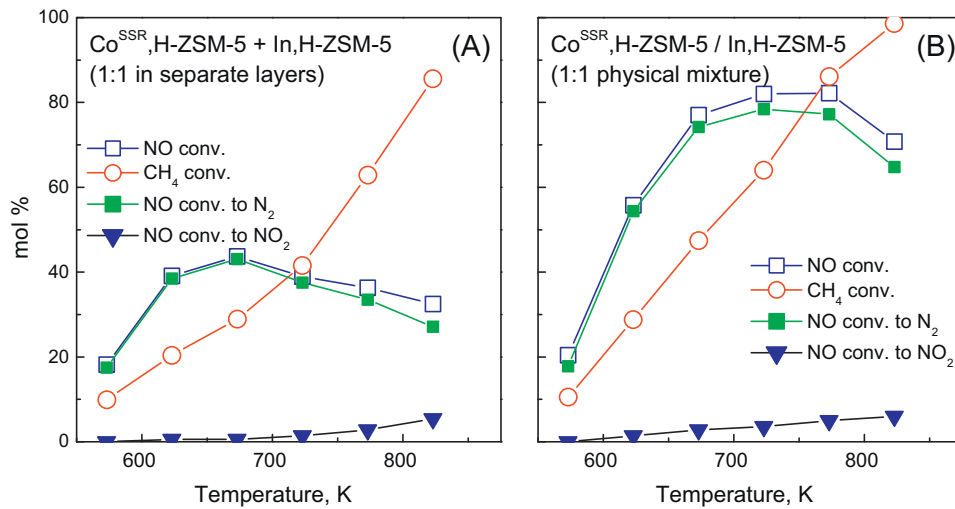 100
80
60
40
20
0
mol %
Co^SSR,H-ZSM-5 + In,H-ZSM-5
(1:1 in separate layers)
(A)
NO conv.
CH₄ conv.
NO conv. to N₂
NO conv. to NO₂
600
700
800
Temperature, K
Co^SSR,H-ZSM-5 / In,H-ZSM-5
(1:1 physical mixture)
(B)
NO conv.
CH₄ conv.
NO conv. to N₂
NO conv. to NO₂
600
700
800
Temperature, K